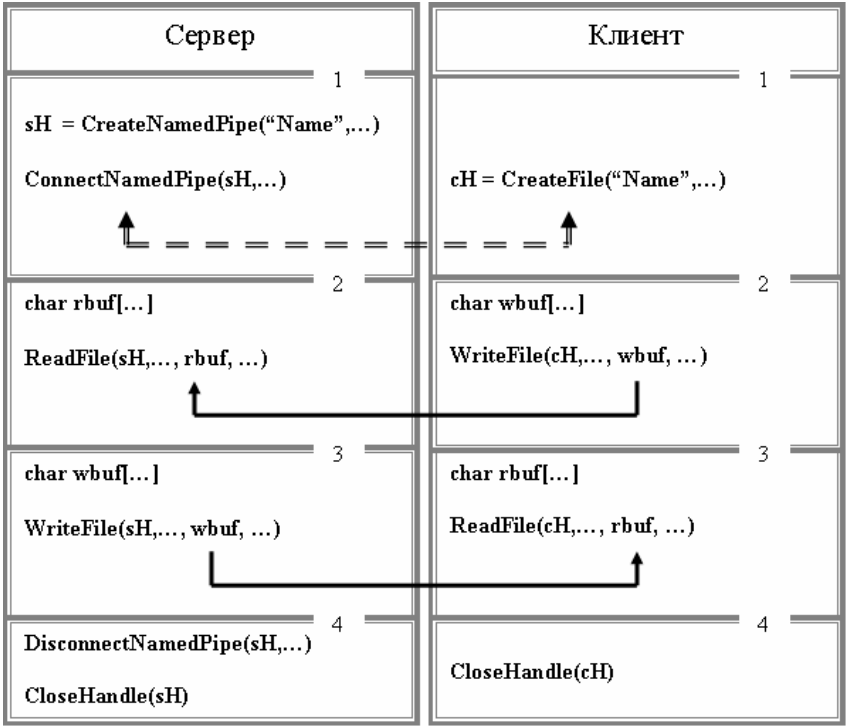 Сервер
1
sH = CreateNamedPipe(“Name”,…)
ConnectNamedPipe(sH,…)
2
char rbuf[…]
ReadFile(sH,…, rbuf, …)
3
char wbuf[…]
WriteFile(sH,…, wbuf, …)
4
DisconnectNamedPipe(sH,…)
CloseHandle(sH)
Клиент
1
cH = CreateFile(“Name”,…)
2
char wbuf[…]
WriteFile(cH,…, wbuf, …)
3
char rbuf[…]
ReadFile(cH,…, rbuf, …)
4
CloseHandle(cH)